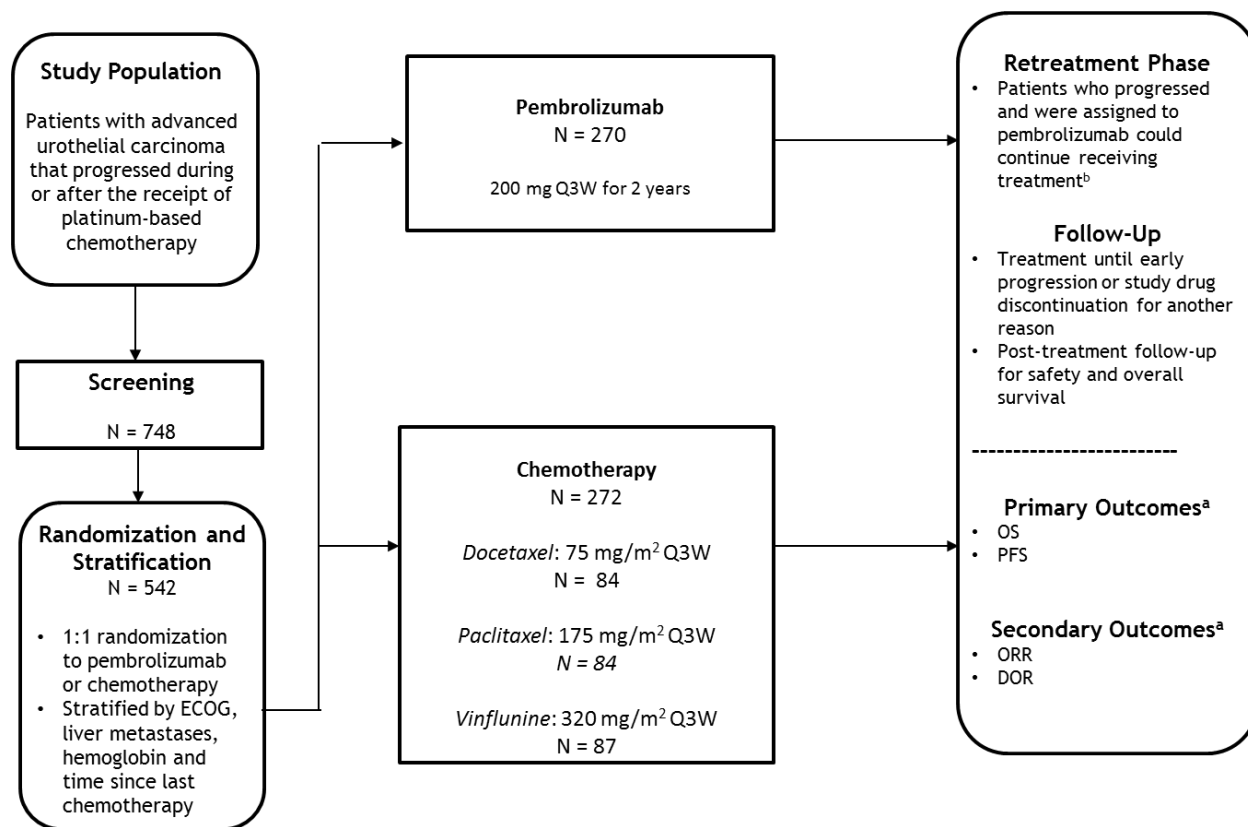 Study Population
Patients with advanced
urothelial carcinoma
that progressed during
or after the receipt of
platinum-based
chemotherapy
Screening
N = 748
Randomization and
Stratification
N = 542
• 1:1 randomization
to pembrolizumab
or chemotherapy
• Stratified by ECOG,
liver metastases,
hemoglobin and
time since last
chemotherapy
Pembrolizumab
N = 270
200 mg Q3W for 2 years
Chemotherapy
N = 272
Docetaxel: 75 mg/m² Q3W
N = 84
Paclitaxel: 175 mg/m² Q3W
N = 84
Vinflunine: 320 mg/m² Q3W
N = 87
Retreatment Phase
• Patients who progressed
and were assigned to
pembrolizumab could
continue receiving
treatmentᵇ
Follow-Up
• Treatment until early
progression or study drug
discontinuation for another
reason
• Post-treatment follow-up
for safety and overall
survival
--------------------------
Primary Outcomesᵃ
• OS
• PFS
Secondary Outcomesᵃ
• ORR
• DOR